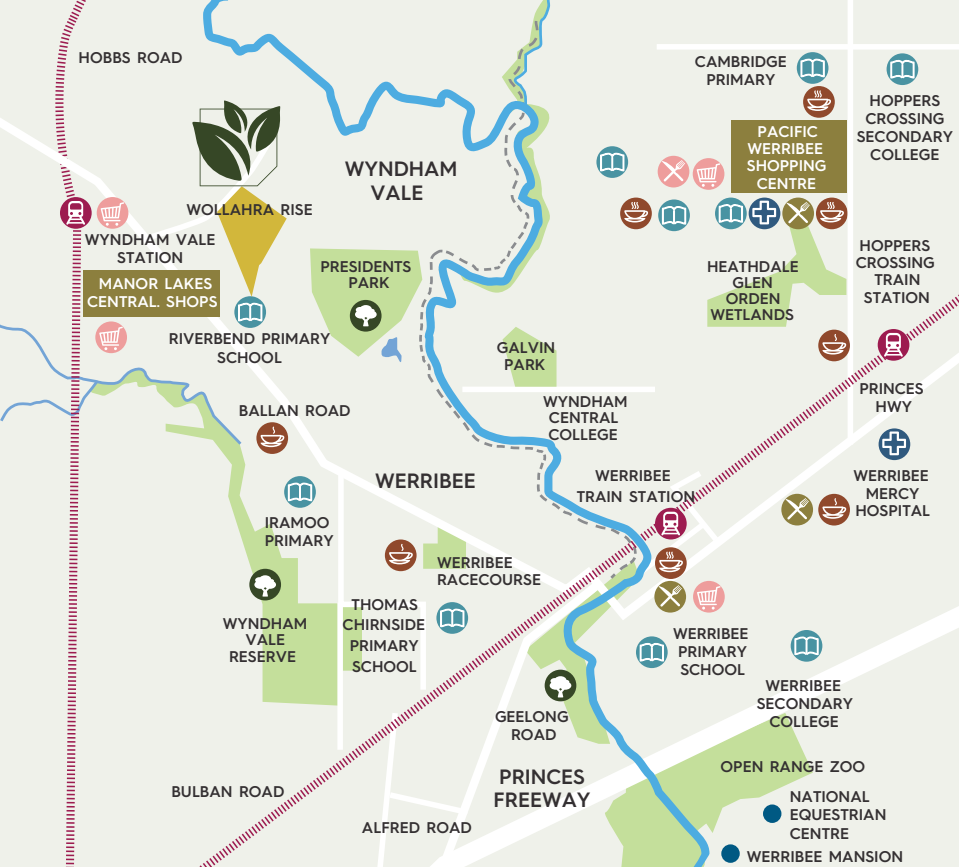 HOBBS ROAD
CAMBRIDGE
PRIMARY
HOPPERS
CROSSING
SECONDARY
COLLEGE
PACIFIC
WERRIBEE
SHOPPING
CENTRE
WYNDHAM
VALE
WOLLAHRA RISE
WYNDHAM VALE
STATION
MANOR LAKES
CENTRAL. SHOPS
PRESIDENTS
PARK
HEATHDALE
GLEN
ORDEN
WETLANDS
HOPPERS
CROSSING
TRAIN
STATION
RIVERBEND PRIMARY
SCHOOL
GALVIN
PARK
PRINCES
HWY
BALLAN ROAD
WYNDHAM
CENTRAL
COLLEGE
WERRIBEE
WERRIBEE
TRAIN STATION
WERRIBEE
MERCY
HOSPITAL
IRAMOO
PRIMARY
WERRIBEE
RACECOURSE
WYNDHAM
VALE
RESERVE
THOMAS
CHIRNSIDE
PRIMARY
SCHOOL
WERRIBEE
PRIMARY
SCHOOL
WERRIBEE
SECONDARY
COLLEGE
GEELONG
ROAD
PRINCES
FREEWAY
OPEN RANGE ZOO
BULBAN ROAD
NATIONAL
EQUESTRIAN
CENTRE
ALFRED ROAD
WERRIBEE MANSION